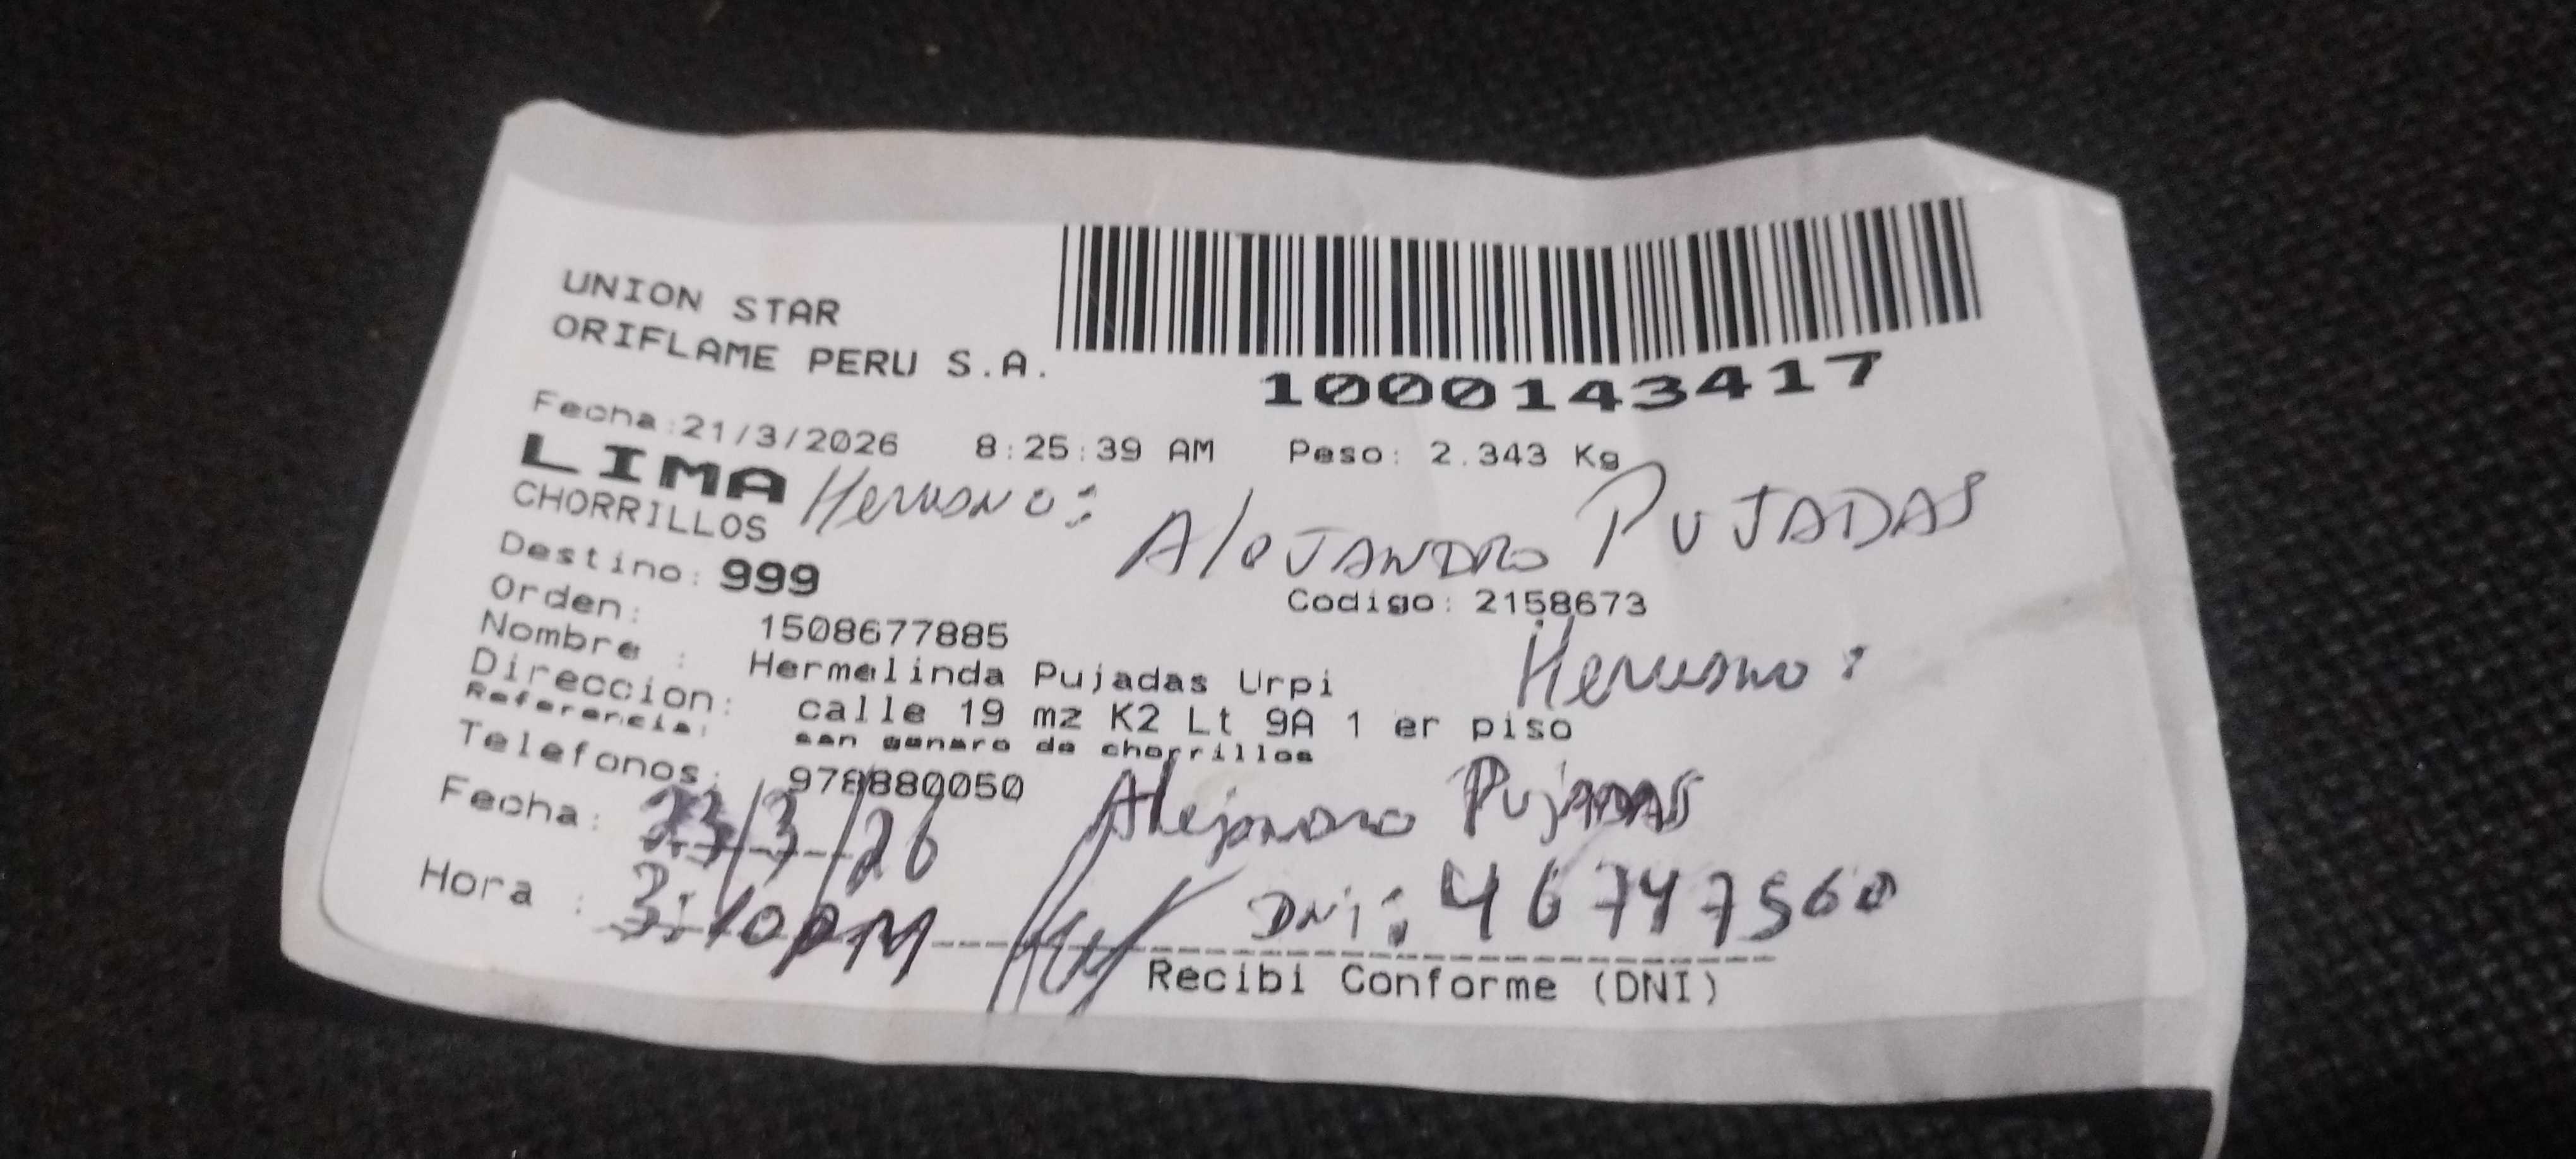 UNION STAR
ORIFLAME PERU S.A.
1000143417
Fecha:21/3/2026 8:25:39 AM Peso: 2.343 Kg
LIMA Hermano:
CHORRILLOS Alejandro Pujadas
Destino: 999
Codigo: 2158673
Orden: 1508677885
Nombre : Hermelinda Pujadas Urpi
Hermano:
Direccion: calle 19 mz K2 Lt 9A 1 er piso
Referencia: san genaro de chorrillos
Telefonos: 978880050
Alejandro Pujadas
Fecha: 23/3/26
Hora : 3:10PM
DNi: 46747560
Recibi Conforme (DNI)